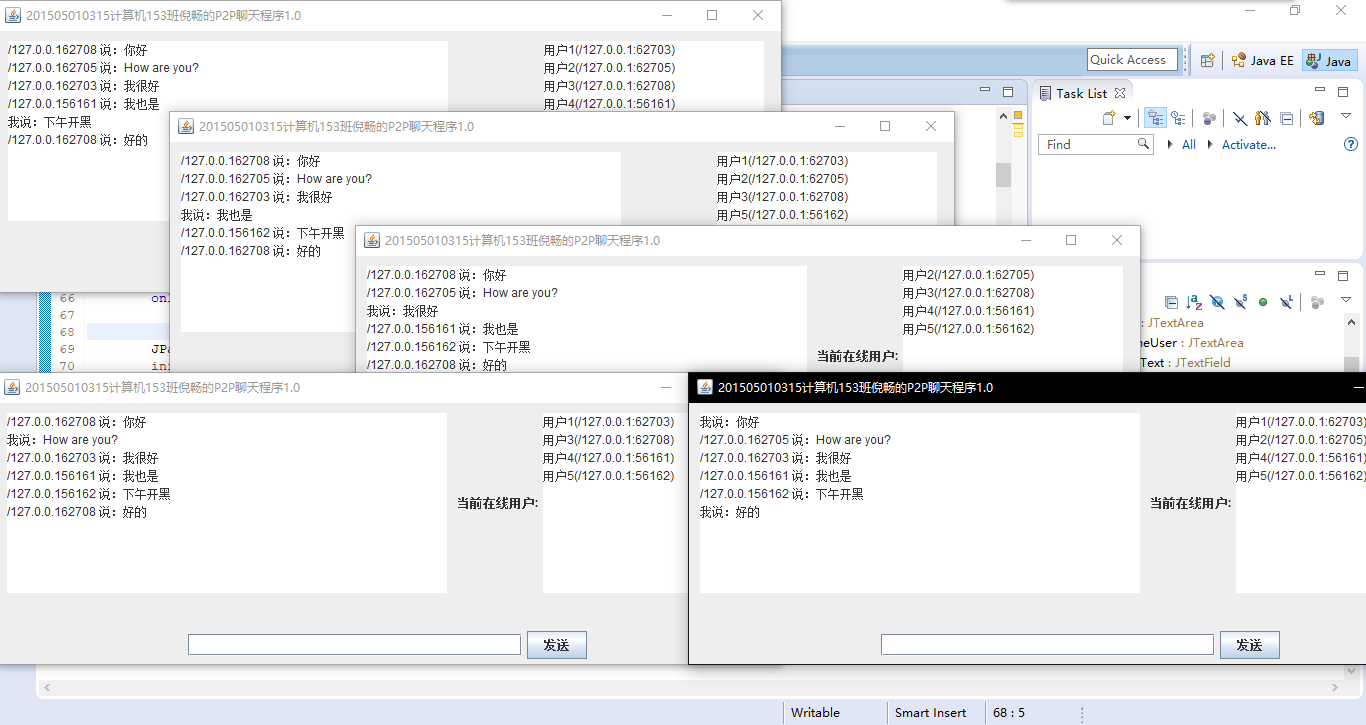 201505010315计算机153班倪畅的P2P聊天程序1.0
/127.0.0.162708 说：你好
/127.0.0.162705 说：How are you?
/127.0.0.162703 说：我很好
/127.0.0.156161 说：我也是
我说：下午开黑
/127.0.0.162708 说：好的
用户1(/127.0.0.1:62703)
用户2(/127.0.0.1:62705)
用户3(/127.0.0.1:62708)
用户4(/127.0.0.1:56161)
Quick Access
Java EE
Java
Task List
Find
All
Activate...
201505010315计算机153班倪畅的P2P聊天程序1.0
/127.0.0.162708 说：你好
/127.0.0.162705 说：How are you?
/127.0.0.162703 说：我很好
我说：我也是
/127.0.0.156162 说：下午开黑
/127.0.0.162708 说：好的
用户1(/127.0.0.1:62703)
用户2(/127.0.0.1:62705)
用户3(/127.0.0.1:62708)
用户5(/127.0.0.1:56162)
201505010315计算机153班倪畅的P2P聊天程序1.0
/127.0.0.162708 说：你好
/127.0.0.162705 说：How are you?
我说：我很好
/127.0.0.156161 说：我也是
/127.0.0.156162 说：下午开黑
/127.0.0.162708 说：好的
当前在线用户:
用户2(/127.0.0.1:62705)
用户3(/127.0.0.1:62708)
用户4(/127.0.0.1:56161)
用户5(/127.0.0.1:56162)
66 onl
67
68
69 JPa
70 ini
: JTextArea
neUser : JTextArea
Text : JTextField
201505010315计算机153班倪畅的P2P聊天程序1.0
/127.0.0.162708 说：你好
我说：How are you?
/127.0.0.162703 说：我很好
/127.0.0.156161 说：我也是
/127.0.0.156162 说：下午开黑
/127.0.0.162708 说：好的
当前在线用户:
用户1(/127.0.0.1:62703)
用户3(/127.0.0.1:62708)
用户4(/127.0.0.1:56161)
用户5(/127.0.0.1:56162)
发送
201505010315计算机153班倪畅的P2P聊天程序1.0
我说：你好
/127.0.0.162705 说：How are you?
/127.0.0.162703 说：我很好
/127.0.0.156161 说：我也是
/127.0.0.156162 说：下午开黑
我说：好的
当前在线用户:
用户1(/127.0.0.1:62703)
用户2(/127.0.0.1:62705)
用户4(/127.0.0.1:56161)
用户5(/127.0.0.1:56162)
发送
Writable
Smart Insert
68 : 5